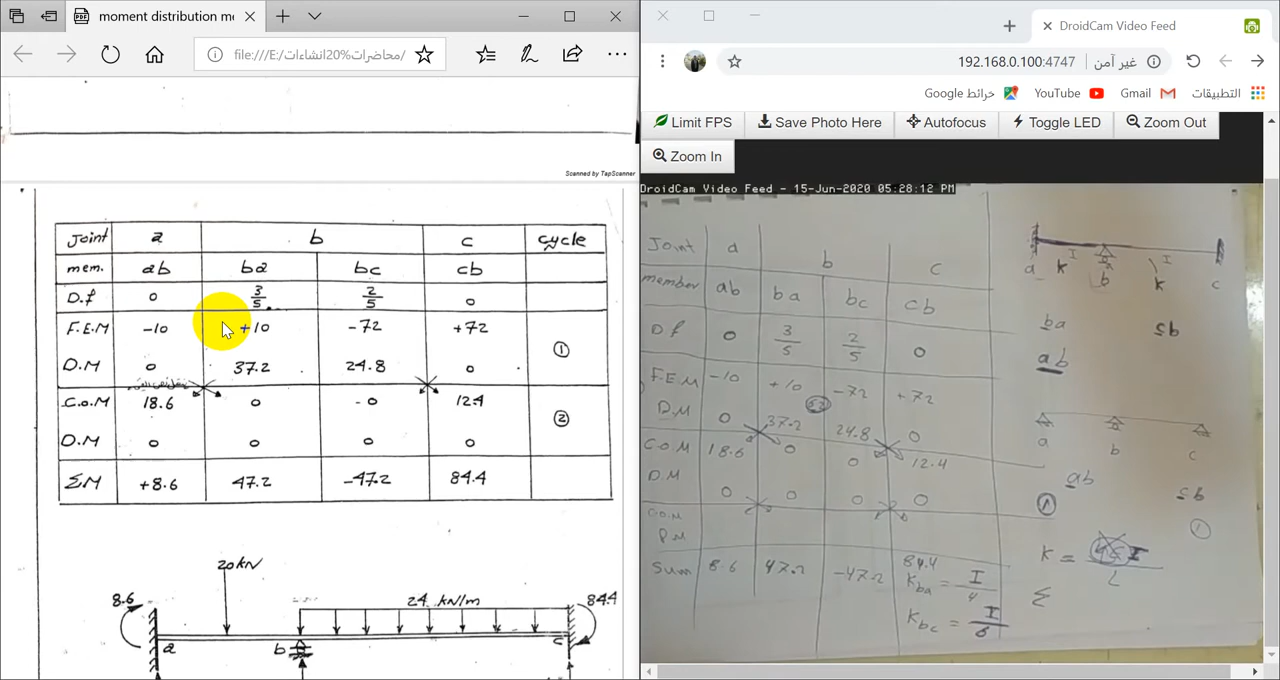 moment distribution m
file:///E:/محاضرات%20انشاءات/
Scanned by TapScanner
Joint a b c cycle
mem. ab ba bc cb
D.f 0 3/5 2/5 0
F.E.M -10 +10 -72 +72
D.M 0 37.2 24.8 0 ①
C.O.M 18.6 0 -0 12.4
D.M 0 0 0 0 ②
ΣM +8.6 47.2 -47.2 84.4
20kN
8.6 24 kN/m 84.4
a b c
DroidCam Video Feed
192.168.0.100:4747 غير آمن
خرائط Google YouTube Gmail التطبيقات
Limit FPS Save Photo Here Autofocus Toggle LED Zoom Out
Zoom In
DroidCam Video Feed - 15-Jun-2020 05:28:12 PM
Joint a b c
member ab ba bc cb
Df 0 3/5 2/5 0
F.E.M -10 +10 -72 +72
D.M 0 37.2 24.8 0
C.O.M 18.6 0 0 12.4
D.M 0 0 0 0
C.O.M
D.M
Sum 8.6 47.2 -47.2 84.4
K ba = I/4
K bc = I/6
I I
a K b K c
ba
ab
a b c
ab
K = I/L
Σ